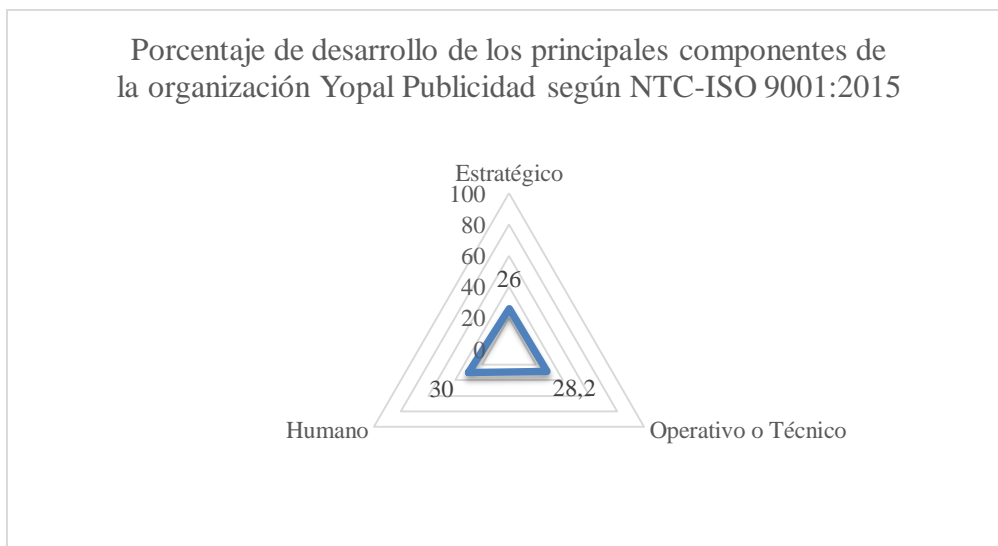 Porcentaje de desarrollo de los principales componentes de
la organización Yopal Publicidad según NTC-ISO 9001:2015
Estratégico
100
80
60
40
26
20
0
30
28,2
Humano
Operativo o Técnico